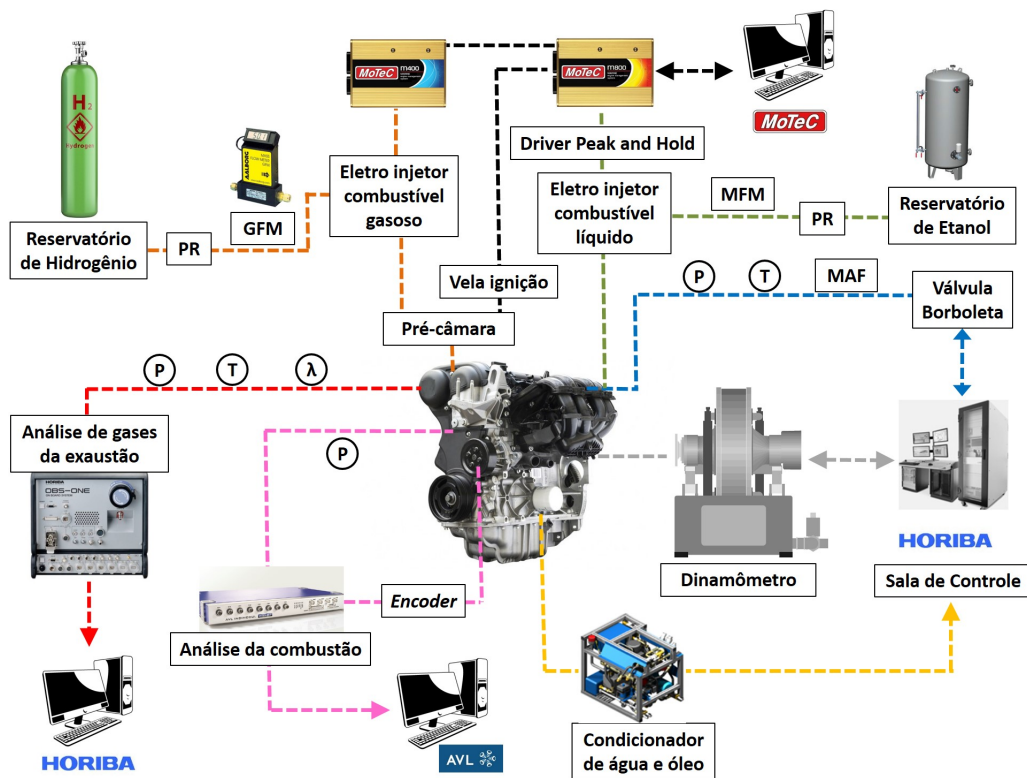 H2
Hydrogen
MoTeC
m400
MoTeC
m800
MoTeC
AALBORG
Driver Peak and Hold
Eletro injetor
combustível
gasoso
Eletro injetor
combustível
líquido
MFM
PR
Reservatório
de Etanol
Reservatório
de Hidrogênio
PR
GFM
Vela ignição
P
T
MAF
Válvula
Borboleta
Pré-câmara
P
T
λ
Análise de gases
da exaustão
P
HORIBA
OBS-ONE
HORIBA
Dinamômetro
Sala de Controle
Encoder
Análise da combustão
HORIBA
AVL
Condicionador
de água e óleo